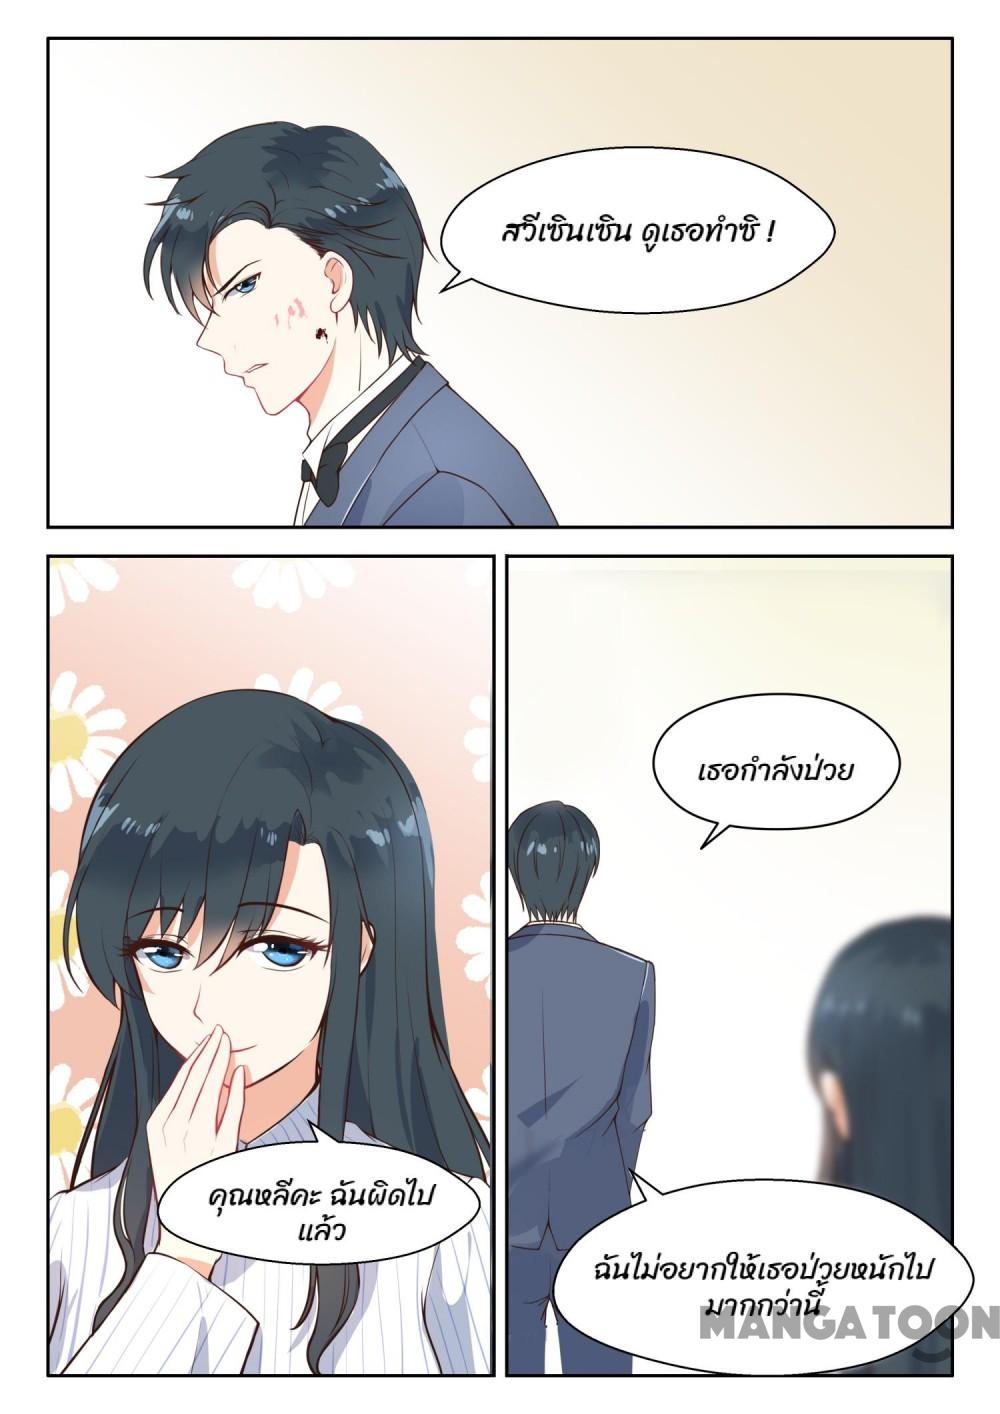 สวีเซินเซิน ดูเธอทำซิ !
คุณหลีคะ ฉันผิดไป
แล้ว
เธอกำลังป่วย
ฉันไม่อยากให้เธอป่วยหนักไป
มากกว่านี้
MANGATOON